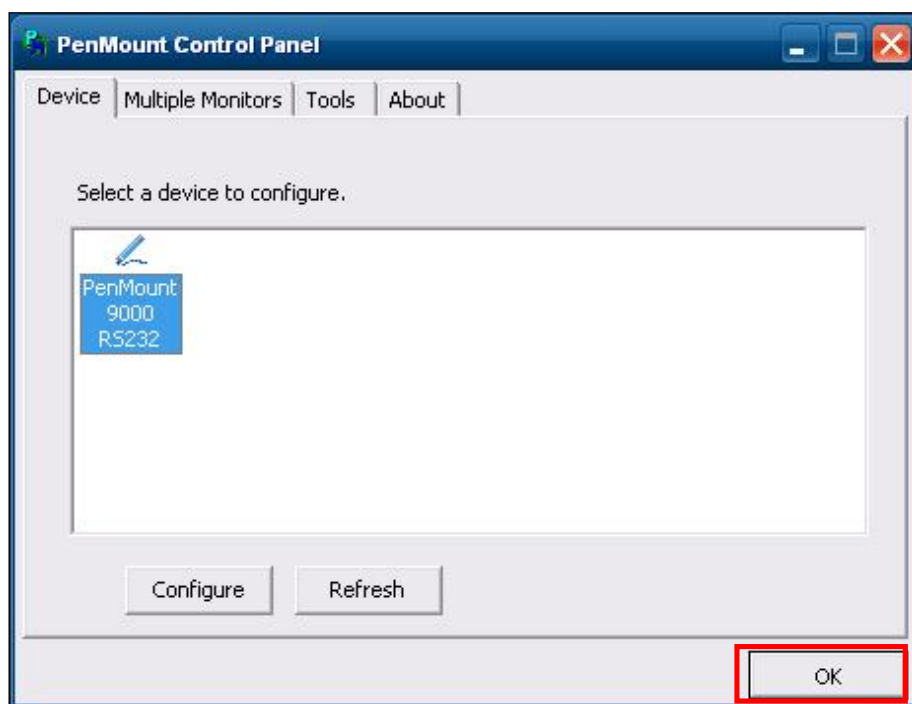 PenMount Control Panel
Device Multiple Monitors Tools About
Select a device to configure.
PenMount
9000
RS232
Configure Refresh
OK